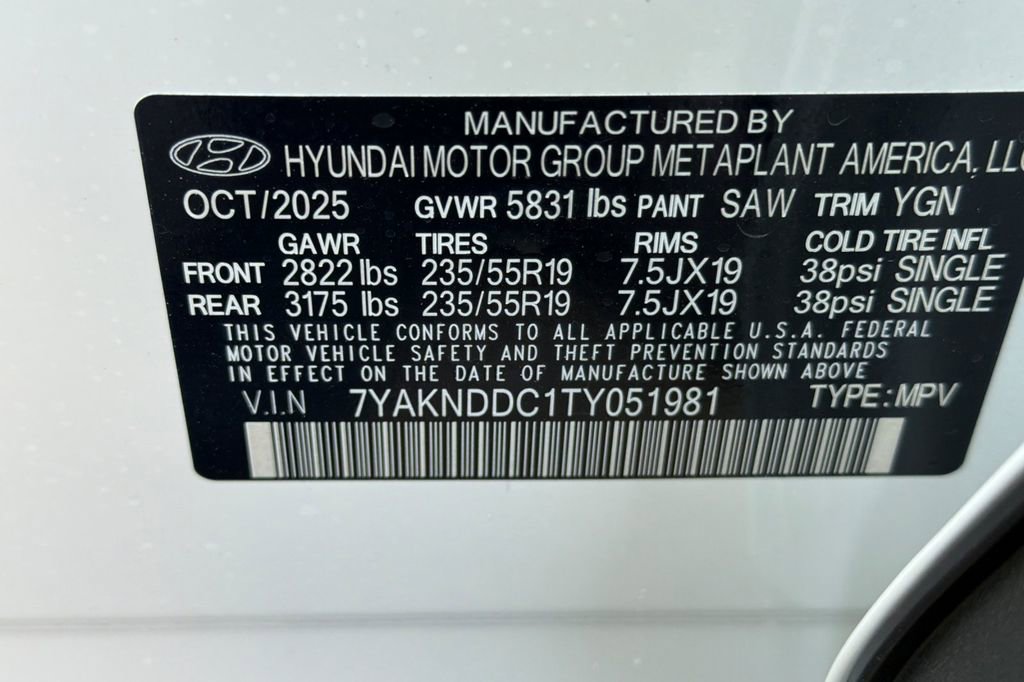 MANUFACTURED BY
HYUNDAI MOTOR GROUP METAPLANT AMERICA, LLC
OCT/2025 GVWR 5831 lbs PAINT SAW TRIM YGN
GAWR TIRES RIMS COLD TIRE INFL
FRONT 2822 lbs 235/55R19 7.5JX19 38psi SINGLE
REAR 3175 lbs 235/55R19 7.5JX19 38psi SINGLE
THIS VEHICLE CONFORMS TO ALL APPLICABLE U.S.A. FEDERAL
MOTOR VEHICLE SAFETY AND THEFT PREVENTION STANDARDS
IN EFFECT ON THE DATE OF MANUFACTURE SHOWN ABOVE
V.I.N 7YAKNDDC1TY051981 TYPE:MPV